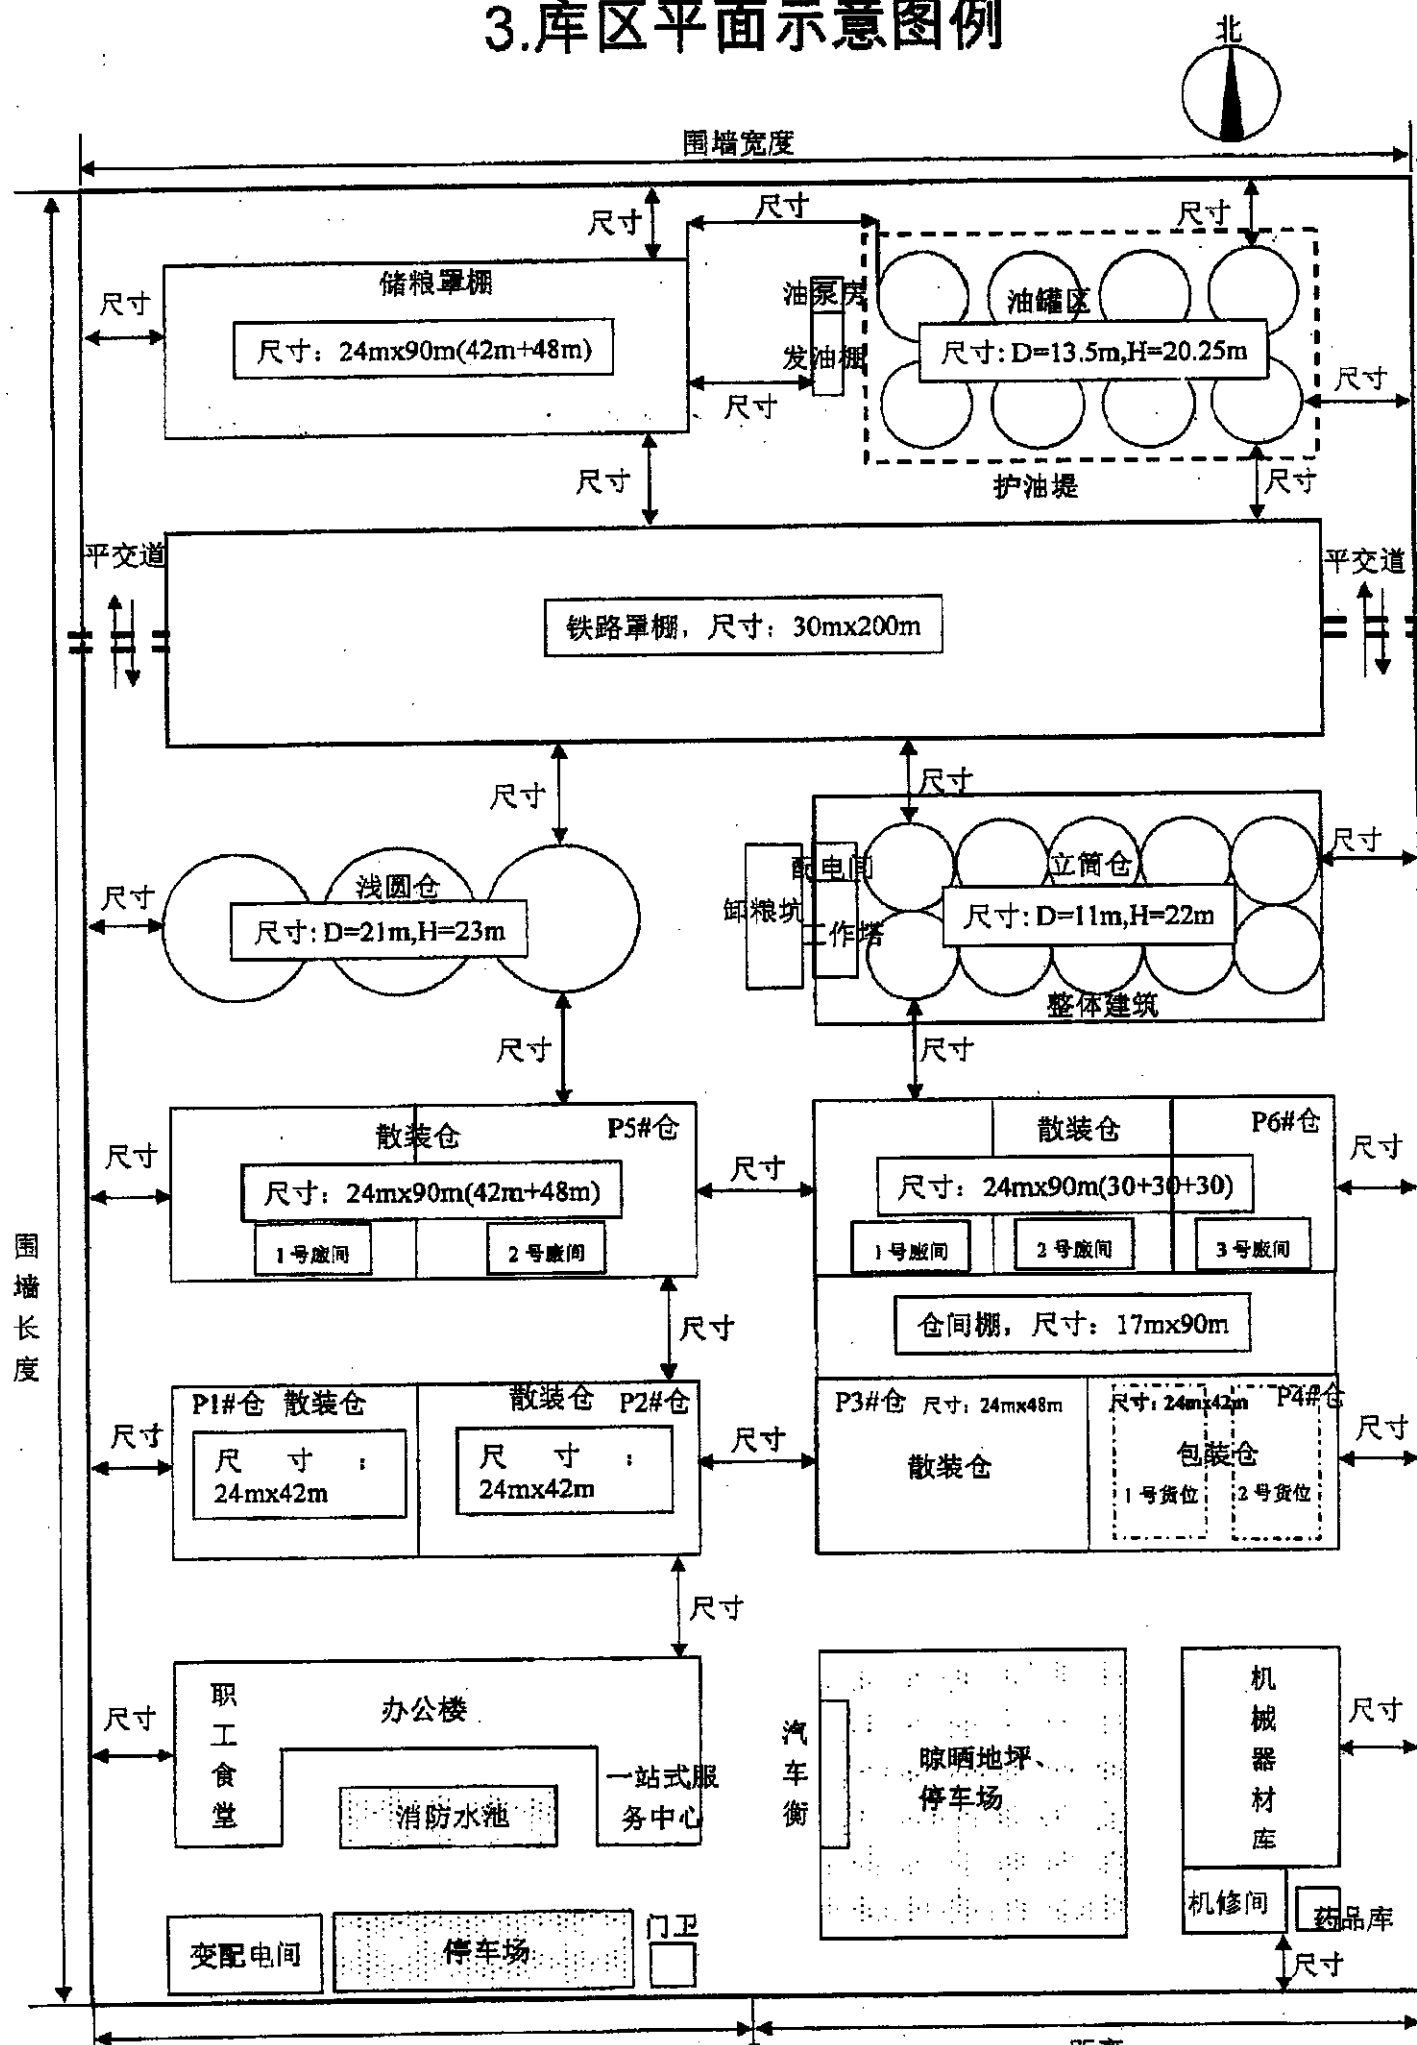 3.库区平面示意图例
北
围墙宽度
尺寸
尺寸
尺寸
储粮罩棚
尺寸
尺寸：24mx90m(42m+48m)
油泵房
发油棚
油罐区
尺寸：D=13.5m,H=20.25m
尺寸
尺寸
护油堤
尺寸
尺寸
平交道
平交道
铁路罩棚，尺寸：30mx200m
尺寸
尺寸
尺寸
浅圆仓
尺寸：D=21m,H=23m
配电间
卸粮坑
工作塔
立筒仓
尺寸：D=11m,H=22m
整体建筑
尺寸
尺寸
尺寸
散装仓
P5#仓
尺寸：24mx90m(42m+48m)
1号廒间
2号廒间
尺寸
尺寸
散装仓
P6#仓
尺寸：24mx90m(30+30+30)
1号廒间
2号廒间
3号廒间
尺寸
围墙长度
尺寸
仓间棚，尺寸：17mx90m
P1#仓 散装仓
尺寸：
24mx42m
散装仓
P2#仓
尺寸：
24mx42m
尺寸
尺寸
P3#仓 尺寸：24mx48m
散装仓
尺寸：24mx42m
P4#仓
包装仓
1号货位
2号货位
尺寸
尺寸
职工食堂
办公楼
一站式服
务中心
消防水池
尺寸
汽车衡
晾晒地坪、
停车场
机械器材库
尺寸
机修间
药品库
变配电间
停车场
门卫
尺寸